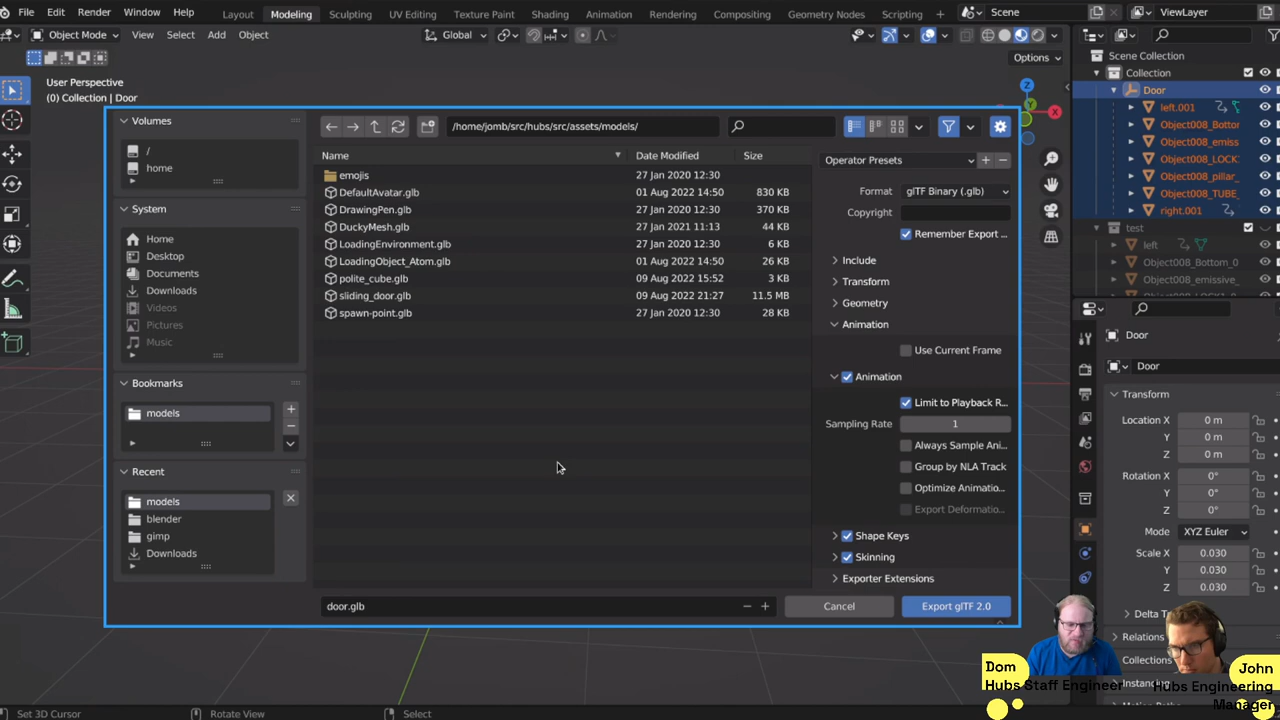 File Edit Render Window Help Layout Modeling Sculpting UV Editing Texture Paint Shading Animation Rendering Compositing Geometry Nodes Scripting + Scene ViewLayer
Object Mode View Select Add Object Global
Options
User Perspective
(0) Collection | Door
Scene Collection
Collection
Door
left.001
Object008_Bottor
Object008_emiss
Object008_LOCK:
Object008_pillar_
Object008_TUBE_
right.001
test
left
Object008_Bottom_0
Object008_emissive_
Volumes
/
home
System
Home
Desktop
Documents
Downloads
Videos
Pictures
Music
Bookmarks
models
Recent
models
blender
gimp
Downloads
/home/jomb/src/hubs/src/assets/models/
Name Date Modified Size
emojis 27 Jan 2020 12:30
DefaultAvatar.glb 01 Aug 2022 14:50 830 KB
DrawingPen.glb 27 Jan 2020 12:30 370 KB
DuckyMesh.glb 27 Jan 2021 11:13 44 KB
LoadingEnvironment.glb 27 Jan 2020 12:30 6 KB
LoadingObject_Atom.glb 01 Aug 2022 14:50 26 KB
polite_cube.glb 09 Aug 2022 15:52 3 KB
sliding_door.glb 09 Aug 2022 21:27 11.5 MB
spawn-point.glb 27 Jan 2020 12:30 28 KB
door.glb
Cancel
Export glTF 2.0
Operator Presets
Format glTF Binary (.glb)
Copyright
Remember Export ...
Include
Transform
Geometry
Animation
Use Current Frame
Animation
Limit to Playback R...
Sampling Rate 1
Always Sample Ani...
Group by NLA Track
Optimize Animatio...
Export Deformatio...
Shape Keys
Skinning
Exporter Extensions
Door
Door
Transform
Location X 0 m
Y 0 m
Z 0 m
Rotation X 0°
Y 0°
Z 0°
Mode XYZ Euler
Scale X 0.030
Y 0.030
Z 0.030
Delta T
Relations
Collections
Instancing
Dom
Hubs Staff Engineer
John
Hubs Engineering
Manager
Set 3D Cursor Rotate View Select